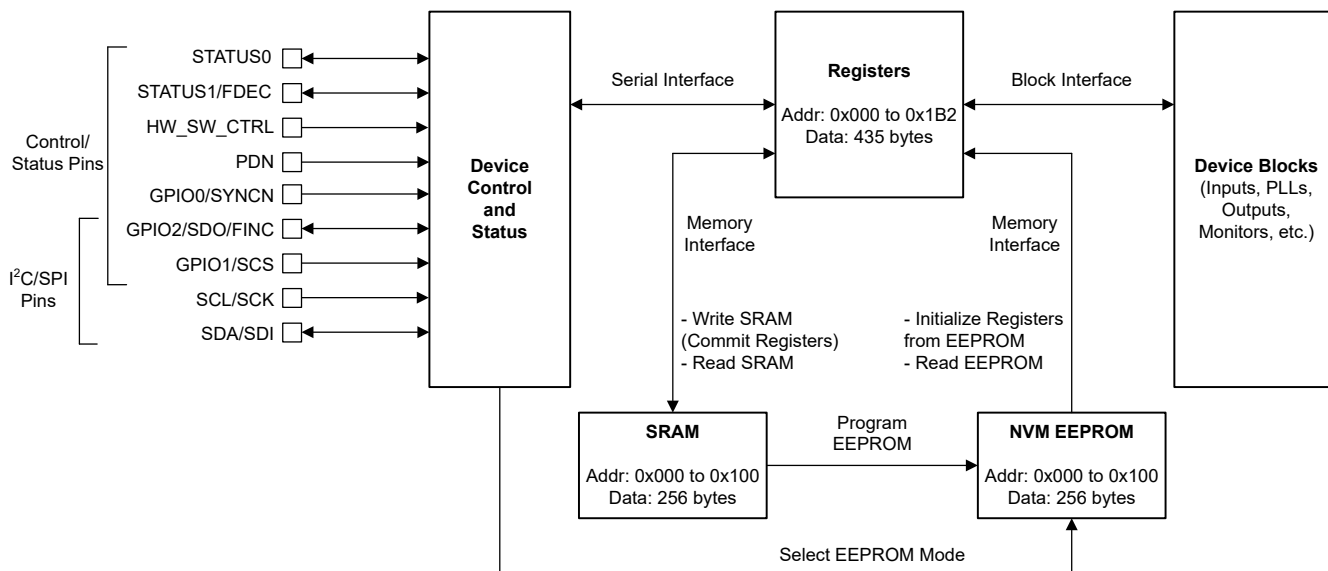 Control/
Status Pins
I2C/SPI
Pins
STATUS0
STATUS1/FDEC
HW_SW_CTRL
PDN
GPIO0/SYNCN
GPIO2/SDO/FINC
GPIO1/SCS
SCL/SCK
SDA/SDI
Device
Control
and
Status
Serial Interface
Registers
Addr: 0x000 to 0x1B2
Data: 435 bytes
Block Interface
Device Blocks
(Inputs, PLLs,
Outputs,
Monitors, etc.)
Memory
Interface
- Write SRAM
(Commit Registers)
- Read SRAM
Memory
Interface
- Initialize Registers
from EEPROM
- Read EEPROM
SRAM
Addr: 0x000 to 0x100
Data: 256 bytes
Program
EEPROM
NVM EEPROM
Addr: 0x000 to 0x100
Data: 256 bytes
Select EEPROM Mode